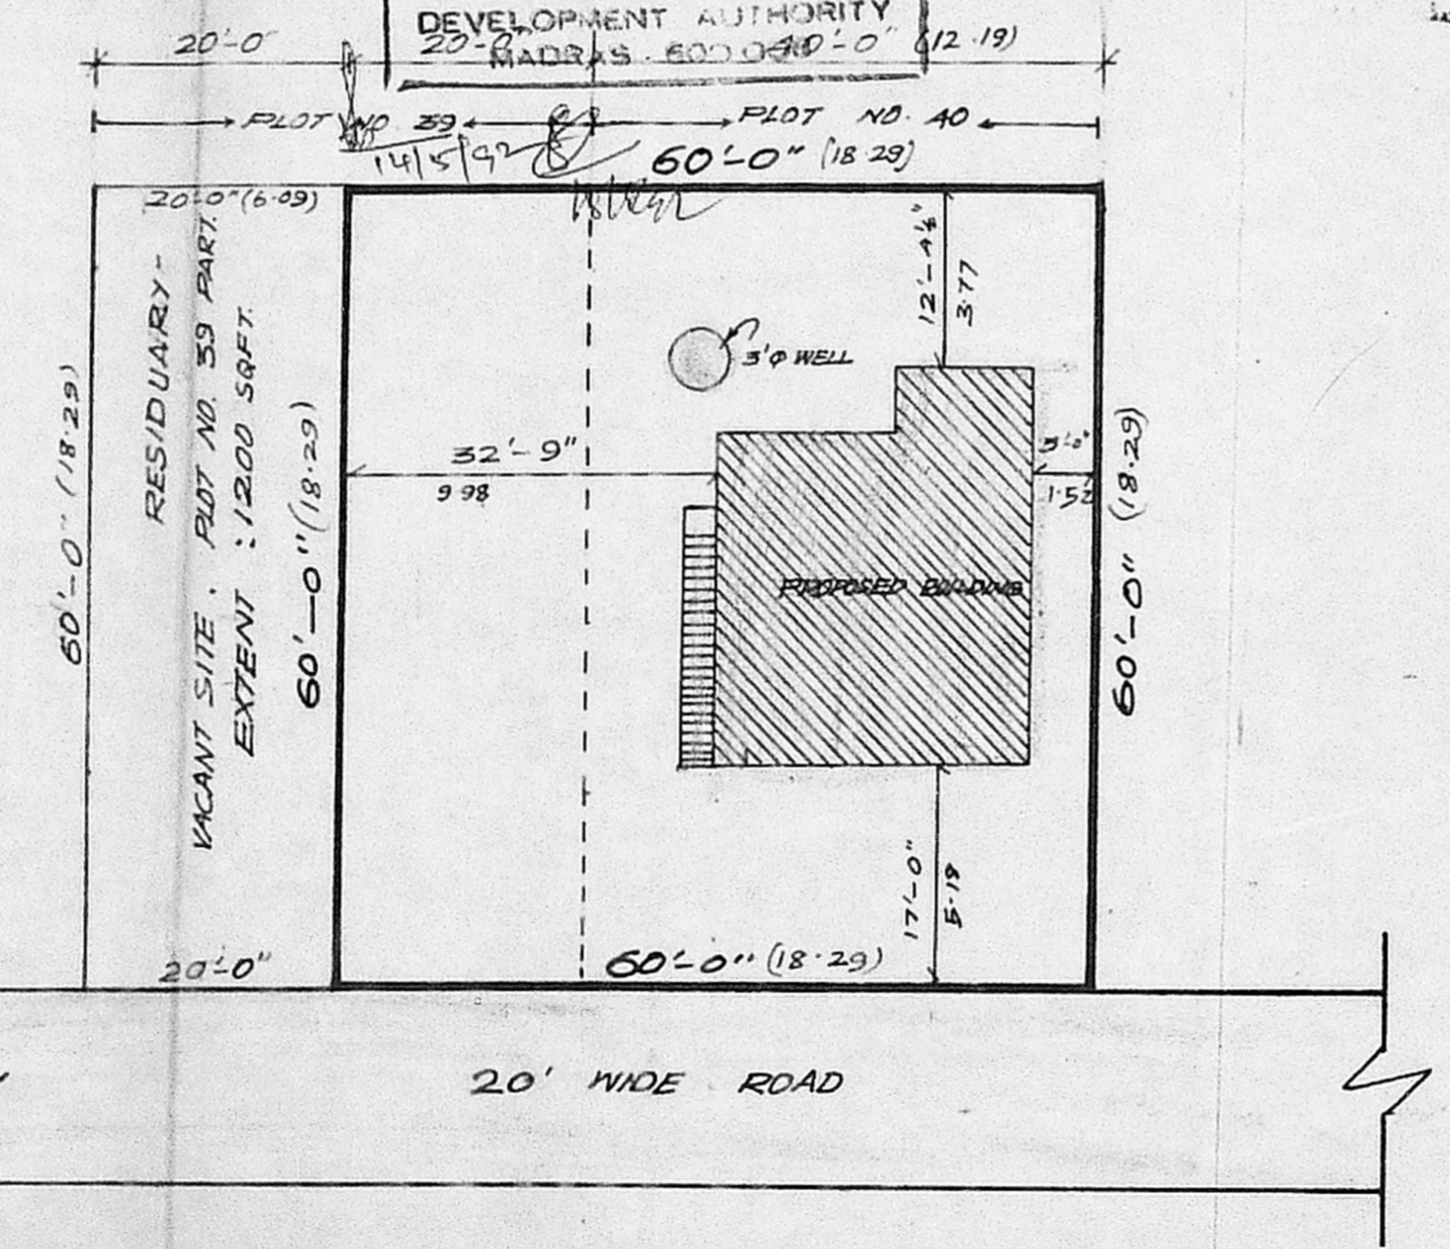 DEVELOPMENT AUTHORITY
MADRAS
20'-0" 20'-0" 40'-0" (12.19)
PLOT NO. 39 PLOT NO. 40
14/5/92
60'-0" (18.29)
20'-0" (6.09)
RESIDUARY-
VACANT SITE. PLOT NO. 39 PART.
EXTENT :1200 SQFT.
60'-0" (18.29)
60'-0" (18.29)
12'-4½"
3.77
3'Φ WELL
32'-9"
9.98
5'-0"
1.52
PROPOSED BUILDING
60'-0" (18.29)
17'-0"
5.18
20'-0"
60'-0" (18.29)
20' WIDE ROAD